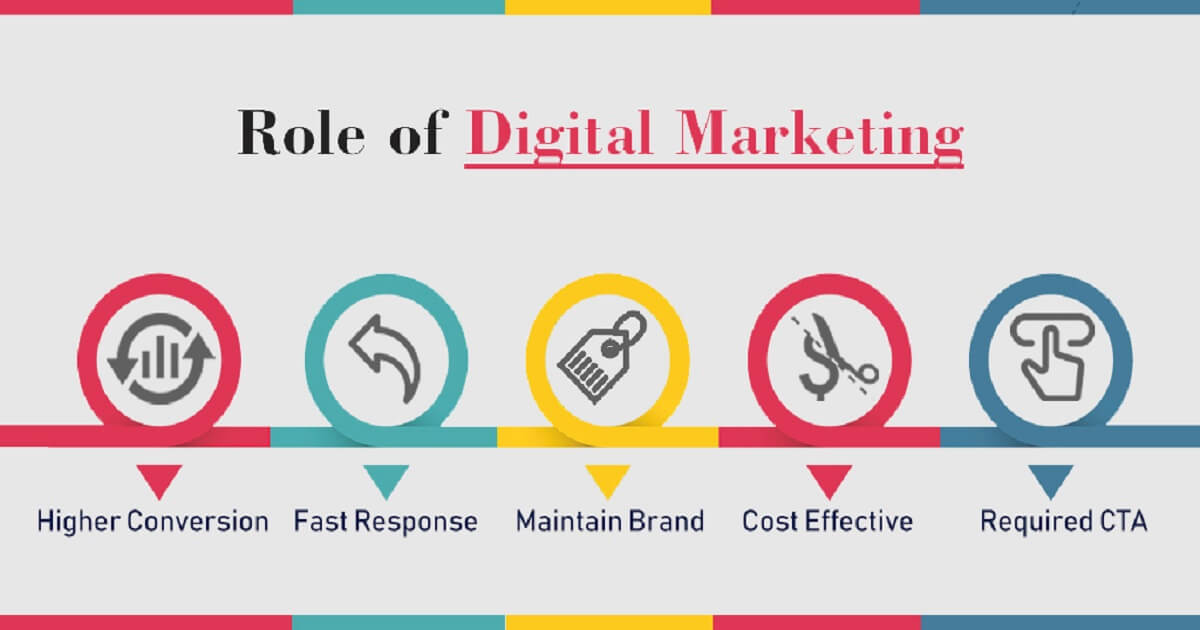 Role of Digital Marketing
Higher Conversion
Fast Response
Maintain Brand
Cost Effective
Required CTA